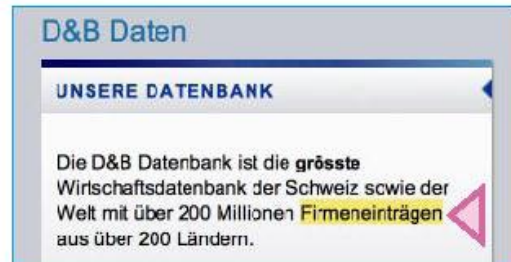 D&B Daten
UNSERE DATENBANK
Die D&B Datenbank ist die grösste
Wirtschaftsdatenbank der Schweiz sowie der
Welt mit über 200 Millionen Firmeneinträgen
aus über 200 Ländern.